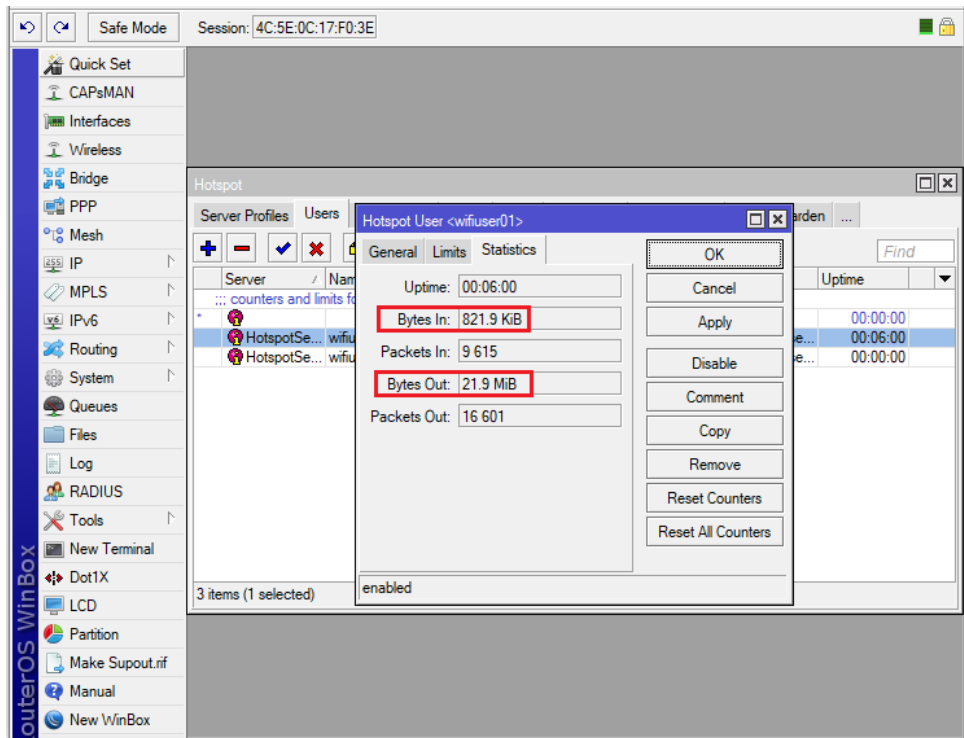 Safe Mode Session: 4C:5E:0C:17:F0:3E
Quick Set
CAPsMAN
Interfaces
Wireless
Bridge
PPP
Mesh
255 IP
MPLS
v6 IPv6
Routing
System
Queues
Files
Log
RADIUS
Tools
New Terminal
Dot1X
LCD
Partition
Make Supout.rif
Manual
New WinBox
outerOS WinBox
Hotspot
Server Profiles Users arden ...
Find
Server / Nam Uptime
;;; counters and limits fo
* 00:00:00
HotspotSe... wifiu se... 00:06:00
HotspotSe... wifiu e... 00:00:00
3 items (1 selected)
Hotspot User <wifiuser01>
General Limits Statistics
Uptime: 00:06:00
Bytes In: 821.9 KiB
Packets In: 9 615
Bytes Out: 21.9 MiB
Packets Out: 16 601
OK
Cancel
Apply
Disable
Comment
Copy
Remove
Reset Counters
Reset All Counters
enabled